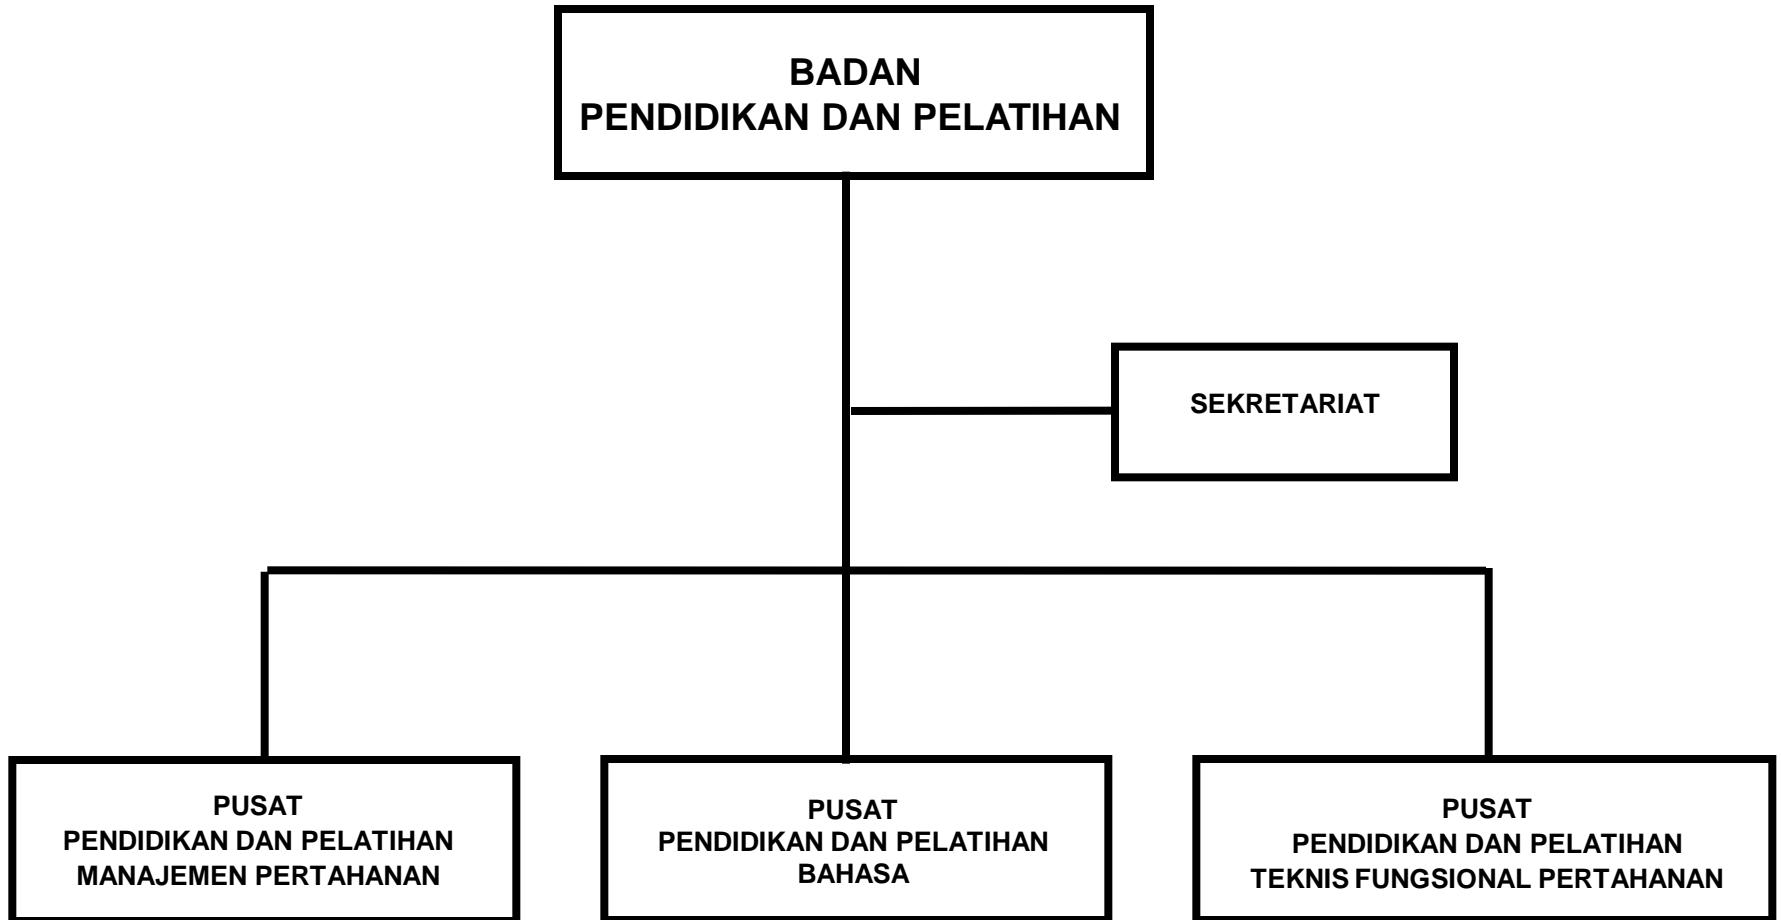 BADAN
PENDIDIKAN DAN PELATIHAN
SEKRETARIAT
PUSAT
PENDIDIKAN DAN PELATIHAN
MANAJEMEN PERTAHANAN
PUSAT
PENDIDIKAN DAN PELATIHAN
BAHASA
PUSAT
PENDIDIKAN DAN PELATIHAN
TEKNIS FUNGSIONAL PERTAHANAN